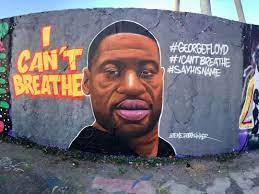 I
CAN'T
BREATHE
#GEORGEFLOYD
#ICANTBREATHE
#SAYHISNAME